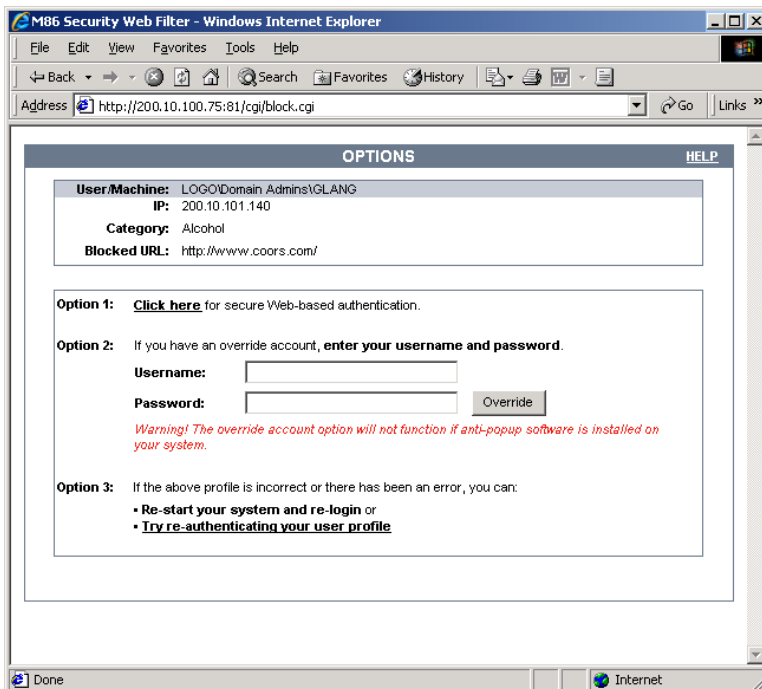 M86 Security Web Filter - Windows Internet Explorer
File Edit View Favorites Tools Help
Back Search Favorites History
Address http://200.10.100.75:81/cgi/block.cgi Go Links »
OPTIONS HELP
User/Machine: LOGO\Domain Admins\GLANG
IP: 200.10.101.140
Category: Alcohol
Blocked URL: http://www.coors.com/
Option 1: Click here for secure Web-based authentication.
Option 2: If you have an override account, enter your username and password.
Username:
Password: Override
Warning! The override account option will not function if anti-popup software is installed on
your system.
Option 3: If the above profile is incorrect or there has been an error, you can:
▪ Re-start your system and re-login or
▪ Try re-authenticating your user profile
Done Internet